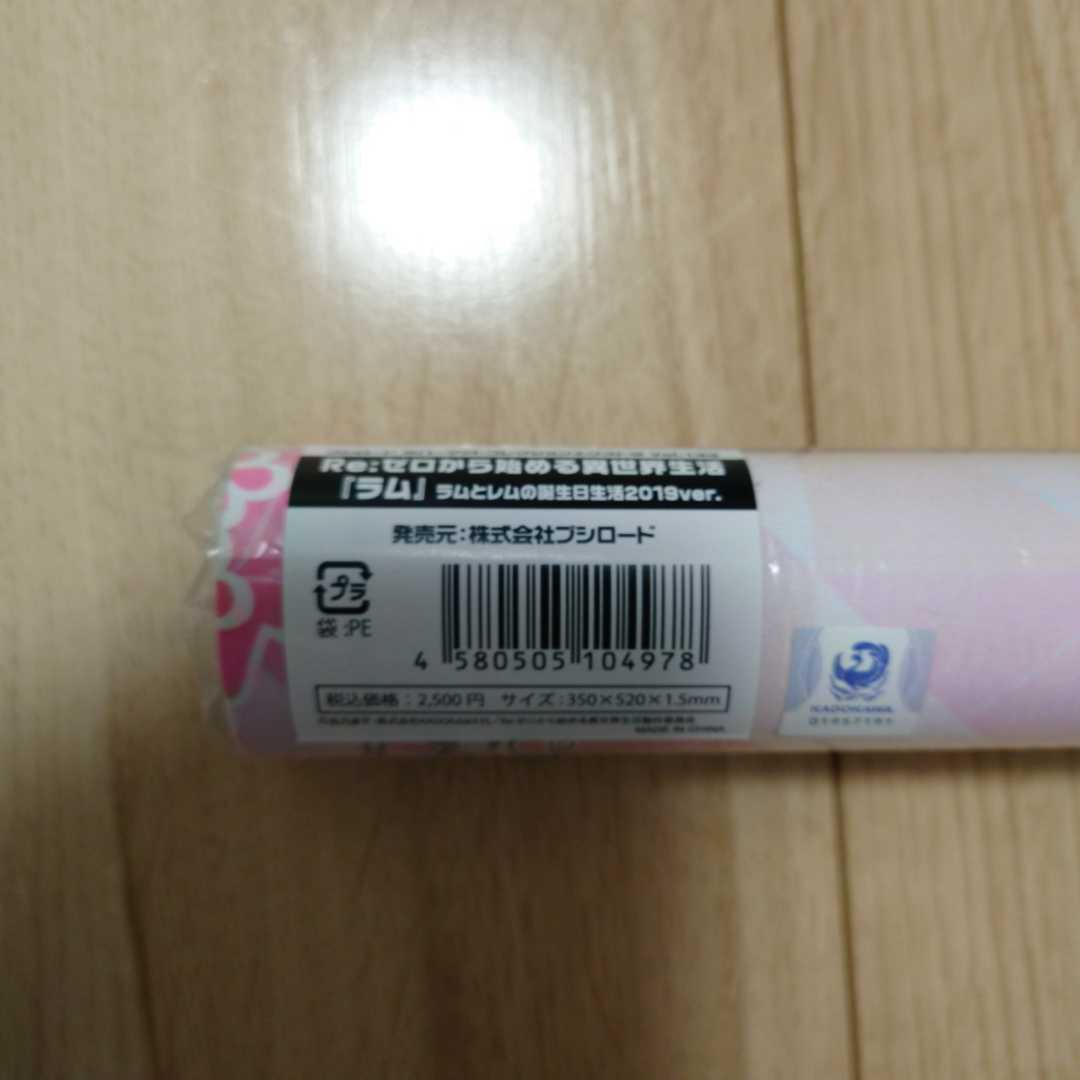 Re:ゼロから始める異世界生活
『ラム』 ラムとレムの誕生日生活2019ver.
発売元:株式会社ブシロード
プラ
袋:PE
4 580505 104978
税込価格:2,500円 サイズ:350×520×1.5mm
MADE IN CHINA
KADOKAWA